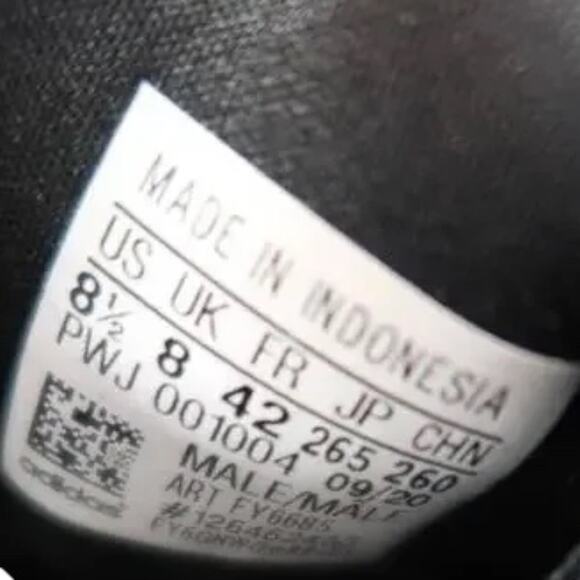 MADE IN INDONESIA
US UK FR JP CHN
8½ 8 42 265 260
PWJ 001004 09/20
MALE/MALE
ART FY6685
adidas